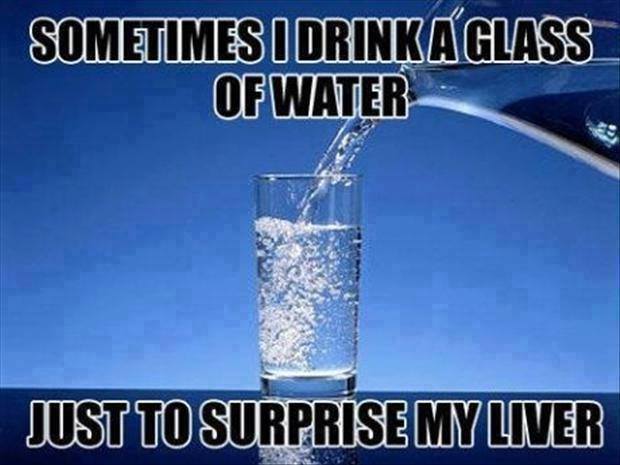 SOMETIMES I DRINK A GLASS
OF WATER
JUST TO SURPRISE MY LIVER